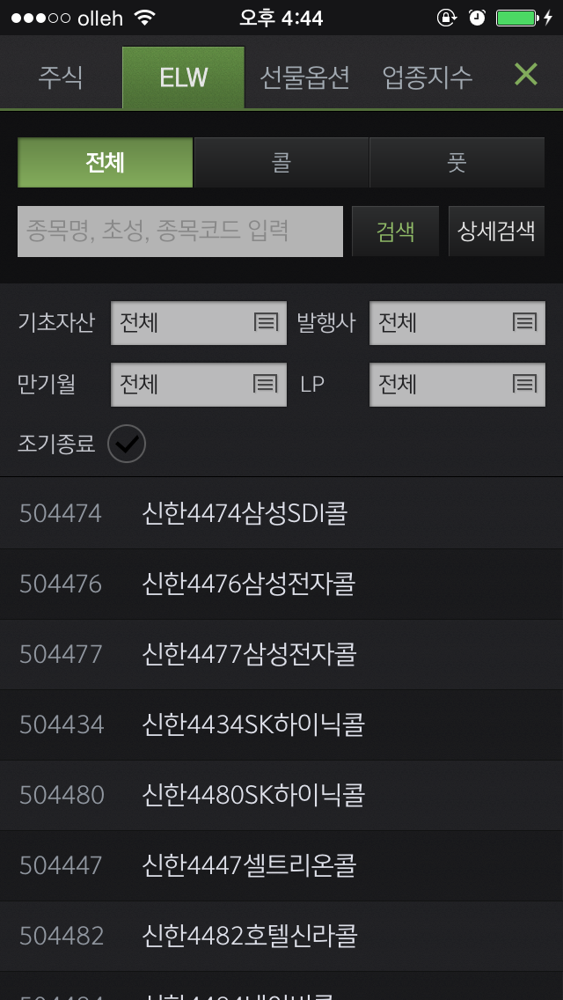 olleh 오후 4:44
주식 ELW 선물옵션 업종지수
전체 콜 풋
종목명, 초성, 종목코드 입력 검색 상세검색
기초자산 전체 발행사 전체
만기월 전체 LP 전체
조기종료
504474 신한4474삼성SDI콜
504476 신한4476삼성전자콜
504477 신한4477삼성전자콜
504434 신한4434SK하이닉콜
504480 신한4480SK하이닉콜
504447 신한4447셀트리온콜
504482 신한4482호텔신라콜